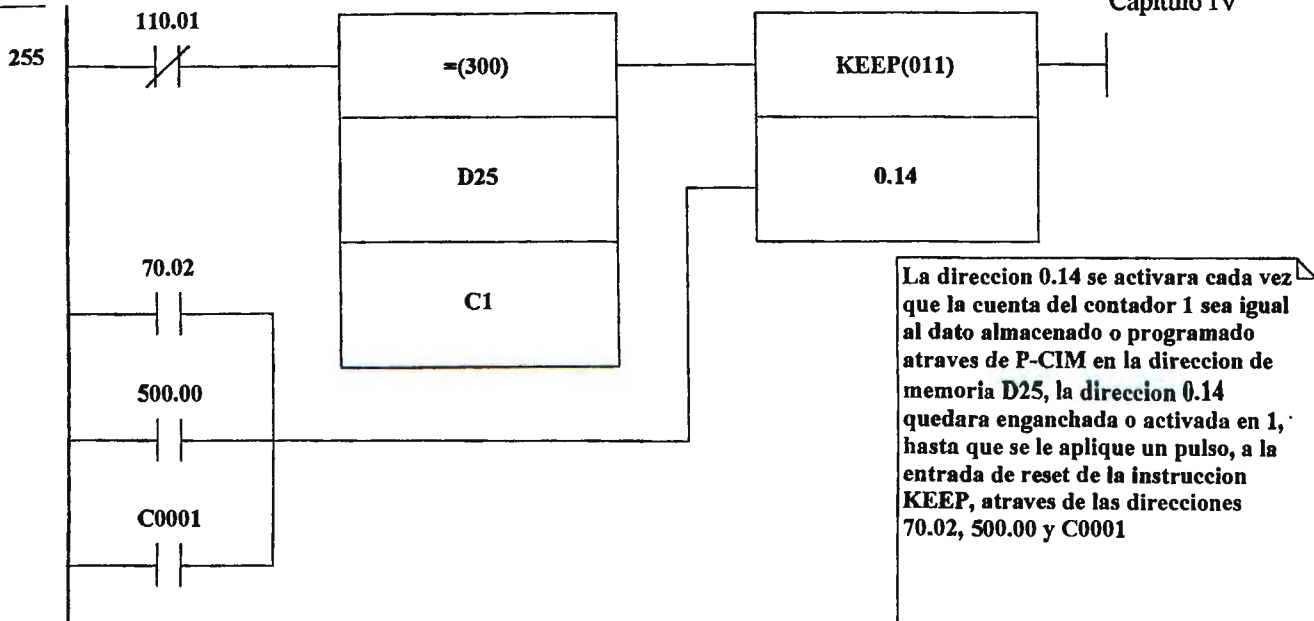 Capitulo IV
110.01
255
=(300)
KEEP(011)
D25
0.14
70.02
C1
500.00
C0001
La direccion 0.14 se activara cada vez
que la cuenta del contador 1 sea igual
al dato almacenado o programado
atraves de P-CIM en la direccion de
memoria D25, la direccion 0.14
quedara enganchada o activada en 1,
hasta que se le aplique un pulso, a la
entrada de reset de la instruccion
KEEP, atraves de las direcciones
70.02, 500.00 y C0001